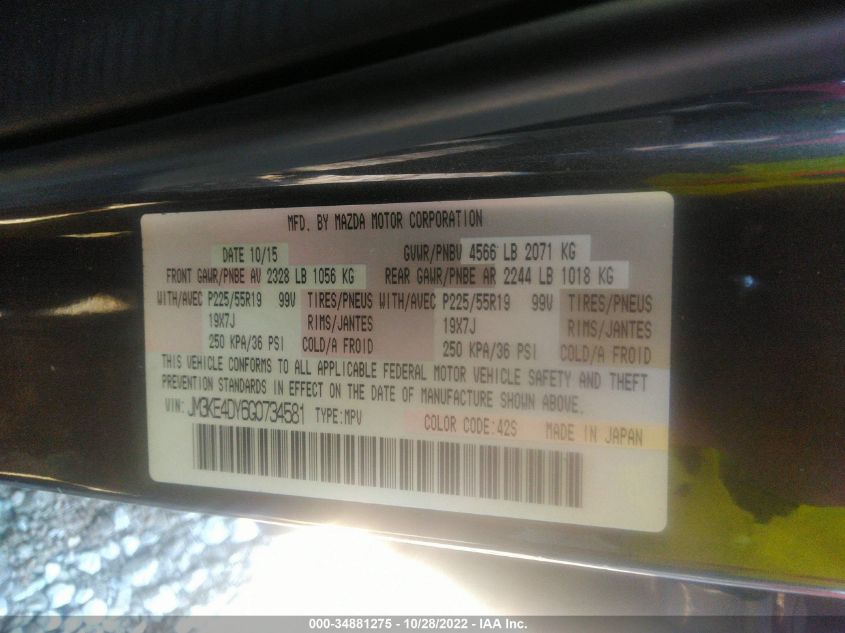 MFD. BY MAZDA MOTOR CORPORATION
DATE 10/15 GVWR/PNBV 4566 LB 2071 KG
FRONT GAWR/PNBE AV 2328 LB 1056 KG REAR GAWR/PNBE AR 2244 LB 1018 KG
WITH/AVEC P225/55R19 99V TIRES/PNEUS WITH/AVEC P225/55R19 99V TIRES/PNEUS
19X7J RIMS/JANTES 19X7J RIMS/JANTES
250 KPA/36 PSI COLD/A FROID 250 KPA/36 PSI COLD/A FROID
THIS VEHICLE CONFORMS TO ALL APPLICABLE FEDERAL MOTOR VEHICLE SAFETY AND THEFT
PREVENTION STANDARDS IN EFFECT ON THE DATE OF MANUFACTURE SHOWN ABOVE.
VIN: JM3KE4DY6G0734581 TYPE:MPV COLOR CODE:42S MADE IN JAPAN
000-34881275 - 10/28/2022 - IAA Inc.